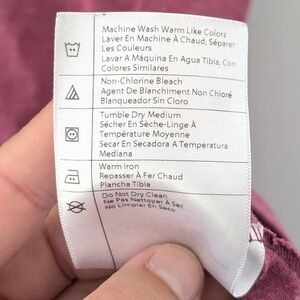 Machine Wash Warm Like Colors
Laver En Machine À Chaud, Séparer
Les Couleurs
Lavar A Máquina En Agua Tibia, Con
Colores Similares
Non-Chlorine Bleach
Agent De Blanchiment Non Chloré
Blanqueador Sin Cloro
Tumble Dry Medium
Sécher En Sèche-Linge À
Température Moyenne
Secar En Secadora A Temperatura
Mediana
Warm Iron
Repasser À Fer Chaud
Plancha Tibia
Do Not Dry Clean
Ne Pas Nettoyer À Sec
No Limpier En Seco